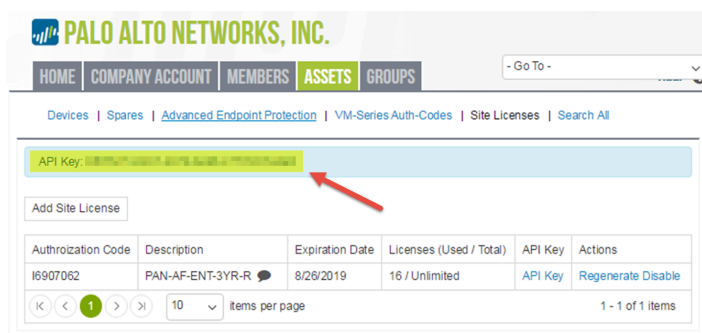 PALO ALTO NETWORKS, INC.
- Go To -
HOME COMPANY ACCOUNT MEMBERS ASSETS GROUPS
Devices | Spares | Advanced Endpoint Protection | VM-Series Auth-Codes | Site Licenses | Search All
API Key:
Add Site License
Authroization Code Description Expiration Date Licenses (Used / Total) API Key Actions
I6907062 PAN-AF-ENT-3YR-R 8/26/2019 16 / Unlimited API Key Regenerate Disable
1 10 items per page 1 - 1 of 1 items